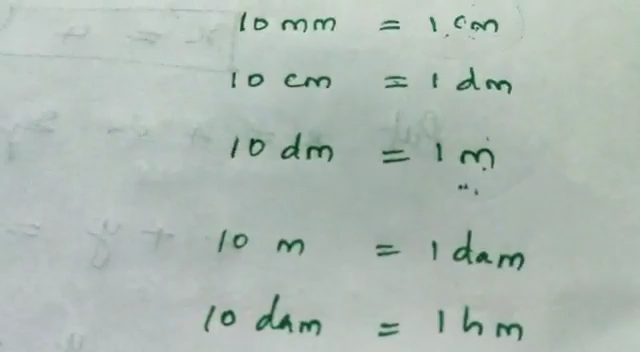 10 mm = 1 cm
10 cm = 1 dm
10 dm = 1 m
10 m = 1 dam
10 dam = 1 hm